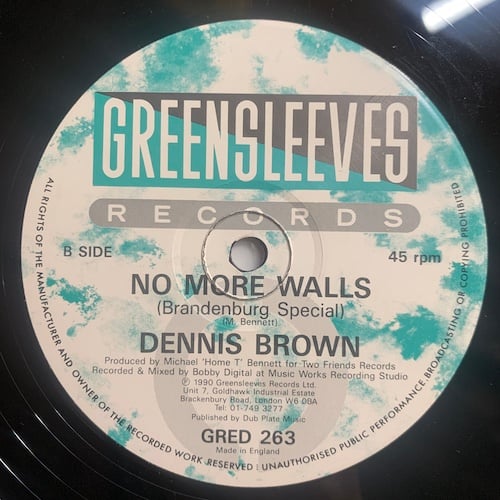 GREENSLEEVES
RECORDS
B SIDE
45 rpm
NO MORE WALLS
(Brandenburg Special)
(M. Bennett)
DENNIS BROWN
Produced by Michael 'Home T' Bennett for Two Friends Records
Recorded & Mixed by Bobby Digital at Music Works Recording Studio
℗ 1990 Greensleeves Records Ltd.
Unit 7, Goldhawk Industrial Estate
Brackenbury Road, London W6 0BA
Tel: 01-749 3277
Published by Dub Plate Music
GRED 263
Made in England
ALL RIGHTS OF THE MANUFACTURER AND OWNER OF THE RECORDED WORK RESERVED | UNAUTHORISED PUBLIC PERFORMANCE BROADCASTING OR COPYING PROHIBITED